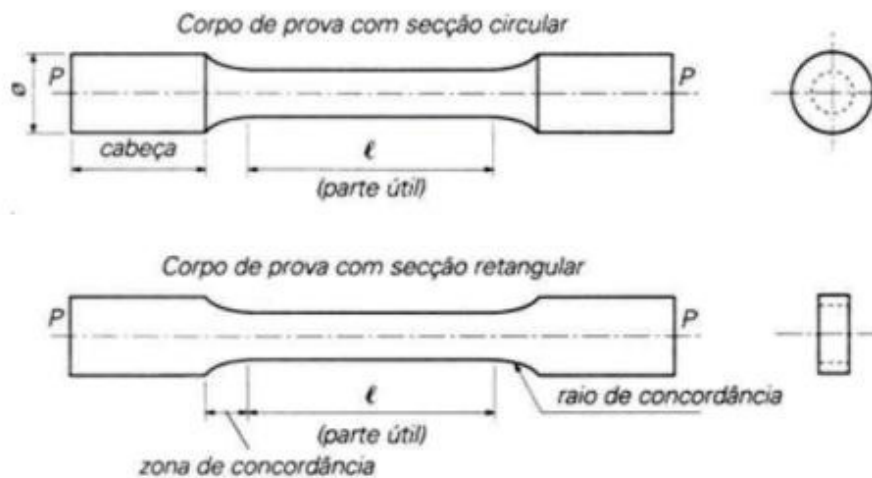 Corpo de prova com secção circular
P
P
ø
cabeça
ℓ
(parte útil)
Corpo de prova com secção retangular
P
P
ℓ
raio de concordância
(parte útil)
zona de concordância